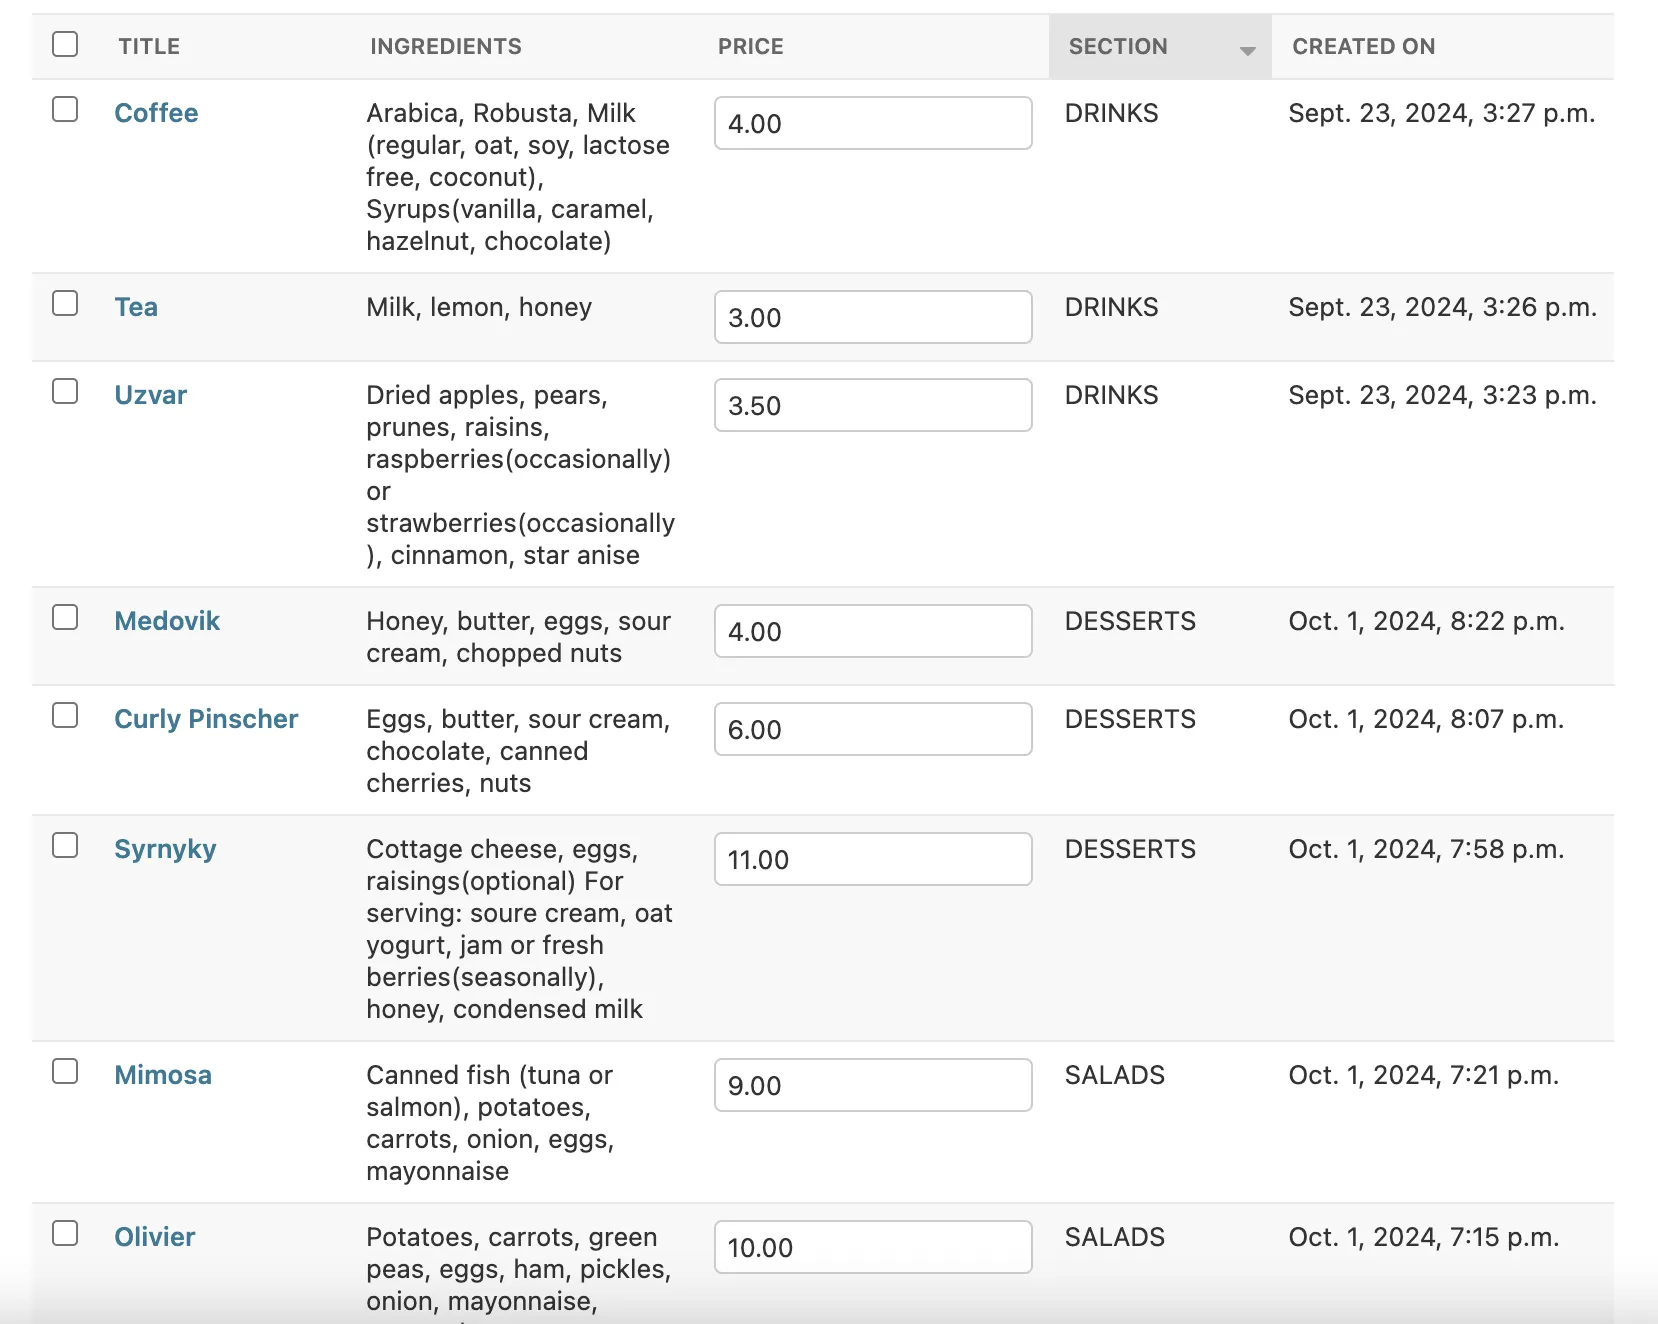 TITLE INGREDIENTS PRICE SECTION CREATED ON
Coffee Arabica, Robusta, Milk 4.00 DRINKS Sept. 23, 2024, 3:27 p.m.
(regular, oat, soy, lactose
free, coconut),
Syrups(vanilla, caramel,
hazelnut, chocolate)
Tea Milk, lemon, honey 3.00 DRINKS Sept. 23, 2024, 3:26 p.m.
Uzvar Dried apples, pears, 3.50 DRINKS Sept. 23, 2024, 3:23 p.m.
prunes, raisins,
raspberries(occasionally)
or
strawberries(occasionally
), cinnamon, star anise
Medovik Honey, butter, eggs, sour 4.00 DESSERTS Oct. 1, 2024, 8:22 p.m.
cream, chopped nuts
Curly Pinscher Eggs, butter, sour cream, 6.00 DESSERTS Oct. 1, 2024, 8:07 p.m.
chocolate, canned
cherries, nuts
Syrnyky Cottage cheese, eggs, 11.00 DESSERTS Oct. 1, 2024, 7:58 p.m.
raisings(optional) For
serving: soure cream, oat
yogurt, jam or fresh
berries(seasonally),
honey, condensed milk
Mimosa Canned fish (tuna or 9.00 SALADS Oct. 1, 2024, 7:21 p.m.
salmon), potatoes,
carrots, onion, eggs,
mayonnaise
Olivier Potatoes, carrots, green 10.00 SALADS Oct. 1, 2024, 7:15 p.m.
peas, eggs, ham, pickles,
onion, mayonnaise,